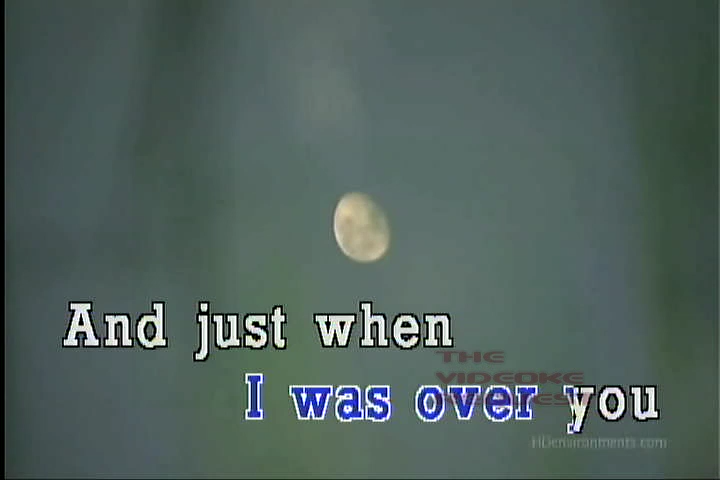 And just when
THE
VIDEOKE
I was over you
HDenvironments.com